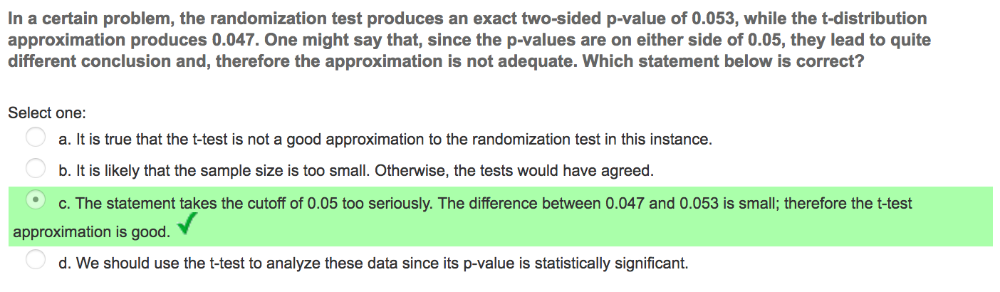 In a certain problem, the randomization test produces an exact two-sided p-value of 0.053, while the t-distribution
approximation produces 0.047. One might say that, since the p-values are on either side of 0.05, they lead to quite
different conclusion and, therefore the approximation is not adequate. Which statement below is correct?
Select one:
a. It is true that the t-test is not a good approximation to the randomization test in this instance.
b. It is likely that the sample size is too small. Otherwise, the tests would have agreed.
c. The statement takes the cutoff of 0.05 too seriously. The difference between 0.047 and 0.053 is small; therefore the t-test
approximation is good.
d. We should use the t-test to analyze these data since its p-value is statistically significant.